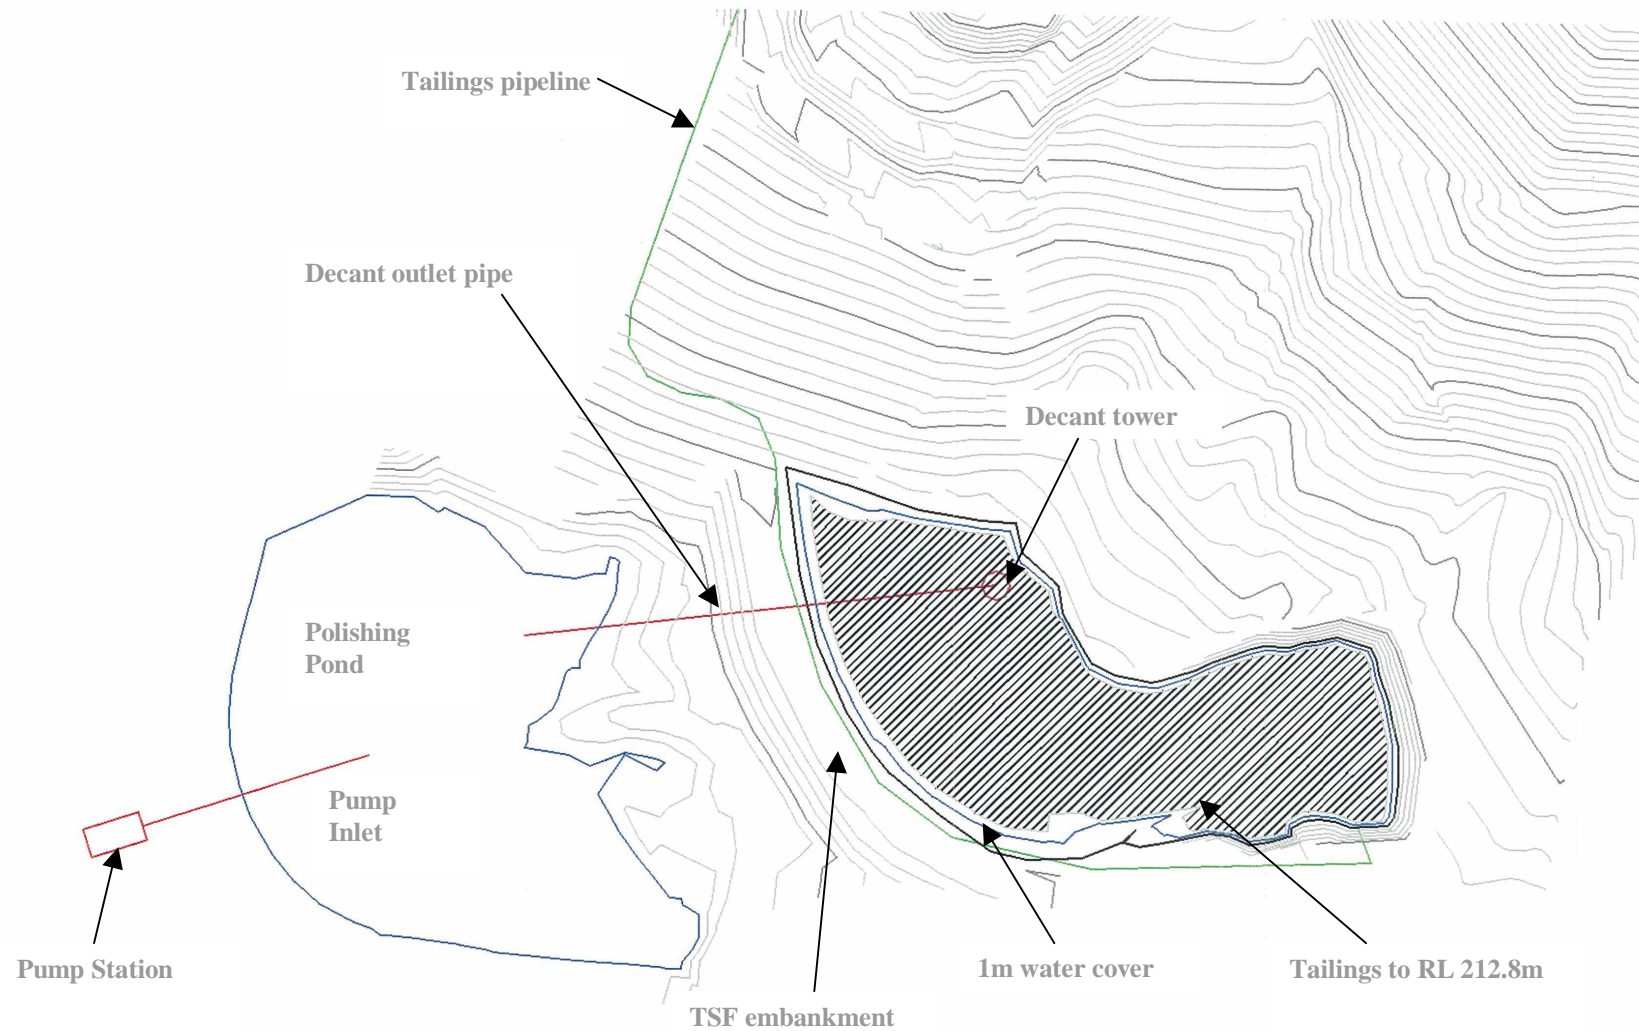 Tailings pipeline
Decant outlet pipe
Decant tower
Polishing
Pond
Pump
Inlet
Pump Station
1m water cover
Tailings to RL 212.8m
TSF embankment